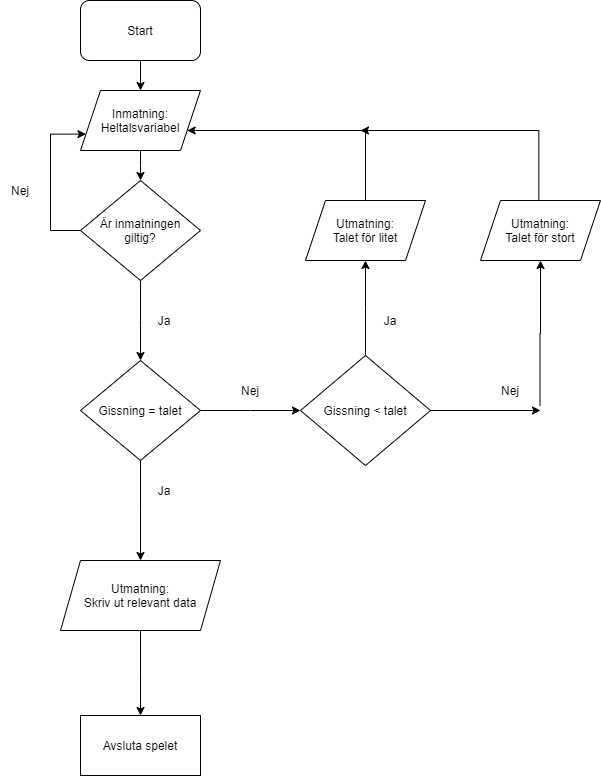 Start
Inmatning:
Heltalsvariabel
Nej
Är inmatningen
giltig?
Utmatning:
Talet för litet
Utmatning:
Talet för stort
Ja
Ja
Gissning = talet
Nej
Gissning < talet
Nej
Ja
Utmatning:
Skriv ut relevant data
Avsluta spelet